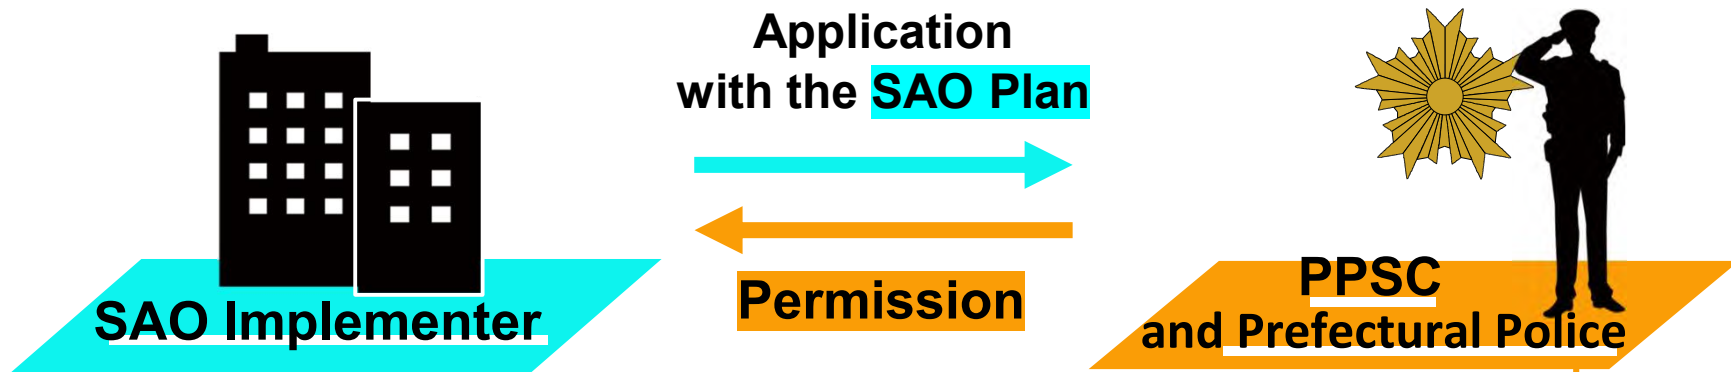 Application
with the SAO Plan
Permission
SAO Implementer
PPSC
and Prefectural Police